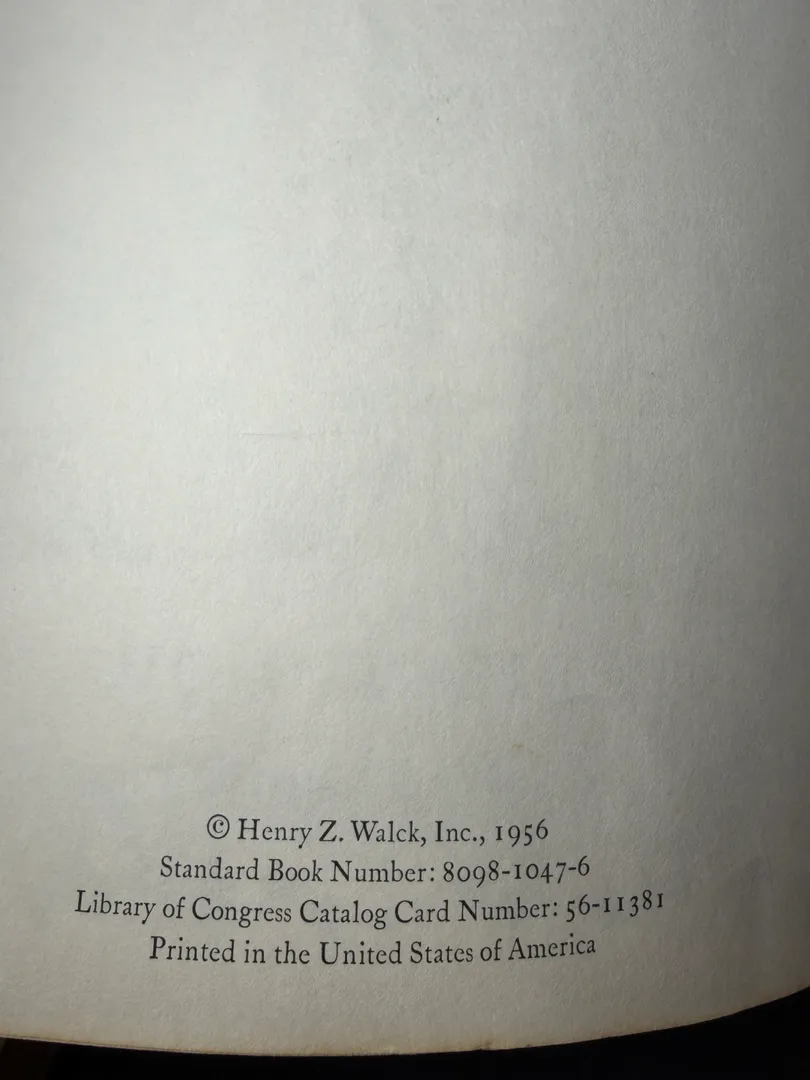 © Henry Z. Walck, Inc., 1956
Standard Book Number: 8098-1047-6
Library of Congress Catalog Card Number: 56-11381
Printed in the United States of America